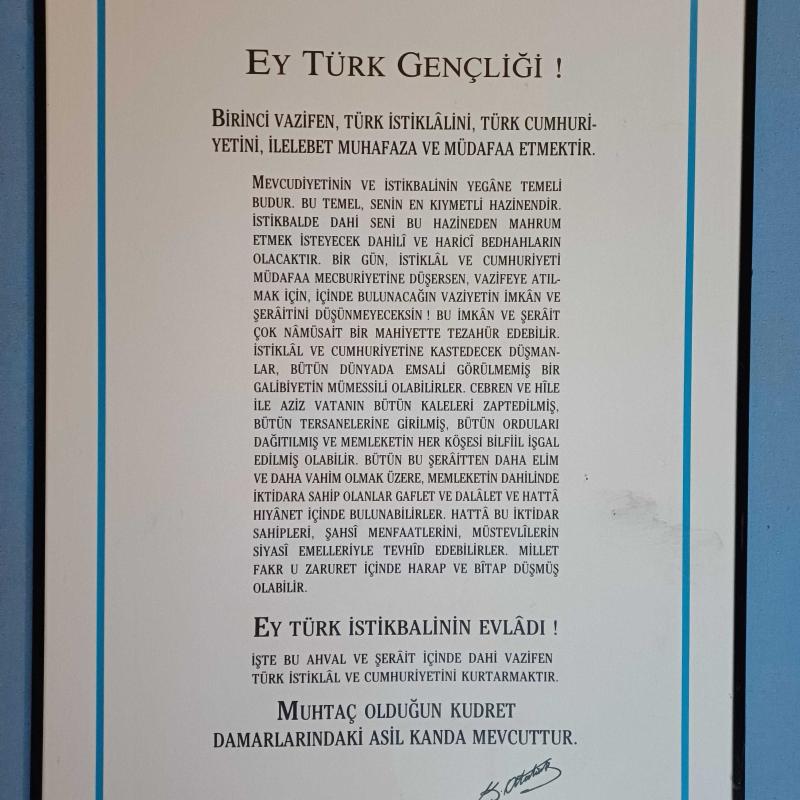 EY TÜRK GENÇLİĞİ !
BİRİNCİ VAZİFEN, TÜRK İSTİKLÂLİNİ, TÜRK CUMHURİ-
YETİNİ, İLELEBET MUHAFAZA VE MÜDAFAA ETMEKTİR.
MEVCUDİYETİNİN VE İSTİKBALİNİN YEGÂNE TEMELİ
BUDUR. BU TEMEL, SENİN EN KIYMETLİ HAZİNENDİR.
İSTİKBALDE DAHİ SENİ BU HAZİNEDEN MAHRUM
ETMEK İSTEYECEK DAHİLÎ VE HARİCÎ BEDHAHLARIN
OLACAKTIR. BİR GÜN, İSTİKLÂL VE CUMHURİYETİ
MÜDAFAA MECBURİYETİNE DÜŞERSEN, VAZİFEYE ATIL-
MAK İÇİN, İÇİNDE BULUNACAĞIN VAZİYETİN İMKÂN VE
ŞERÂİTİNİ DÜŞÜNMEYECEKSİN ! BU İMKÂN VE ŞERÂİT
ÇOK NÂMÜSAİT BİR MAHİYETTE TEZAHÜR EDEBİLİR.
İSTİKLÂL VE CUMHURİYETİNE KASTEDECEK DÜŞMAN-
LAR, BÜTÜN DÜNYADA EMSALİ GÖRÜLMEMİŞ BİR
GALİBİYETİN MÜMESSİLİ OLABİLİRLER. CEBREN VE HÎLE
İLE AZİZ VATANIN BÜTÜN KALELERİ ZAPTEDİLMİŞ,
BÜTÜN TERSANELERİNE GİRİLMİŞ, BÜTÜN ORDULARI
DAĞITILMIŞ VE MEMLEKETİN HER KÖŞESİ BİLFİİL İŞGAL
EDİLMİŞ OLABİLİR. BÜTÜN BU ŞERÂİTTEN DAHA ELİM
VE DAHA VAHİM OLMAK ÜZERE, MEMLEKETİN DAHİLİNDE
İKTİDARA SAHİP OLANLAR GAFLET VE DALÂLET VE HATTÂ
HIYÂNET İÇİNDE BULUNABİLİRLER. HATTÂ BU İKTİDAR
SAHİPLERİ, ŞAHSÎ MENFAATLERİNİ, MÜSTEVLÎLERİN
SİYASÎ EMELLERİYLE TEVHÎD EDEBİLİRLER. MİLLET
FAKR U ZARURET İÇİNDE HARAP VE BÎTAP DÜŞMÜŞ
OLABİLİR.
EY TÜRK İSTİKBALİNİN EVLÂDI !
İŞTE BU AHVAL VE ŞERÂİT İÇİNDE DAHİ VAZİFEN
TÜRK İSTİKLÂL VE CUMHURİYETİNİ KURTARMAKTIR.
MUHTAÇ OLDUĞUN KUDRET
DAMARLARINDAKİ ASİL KANDA MEVCUTTUR.
K. Atatürk